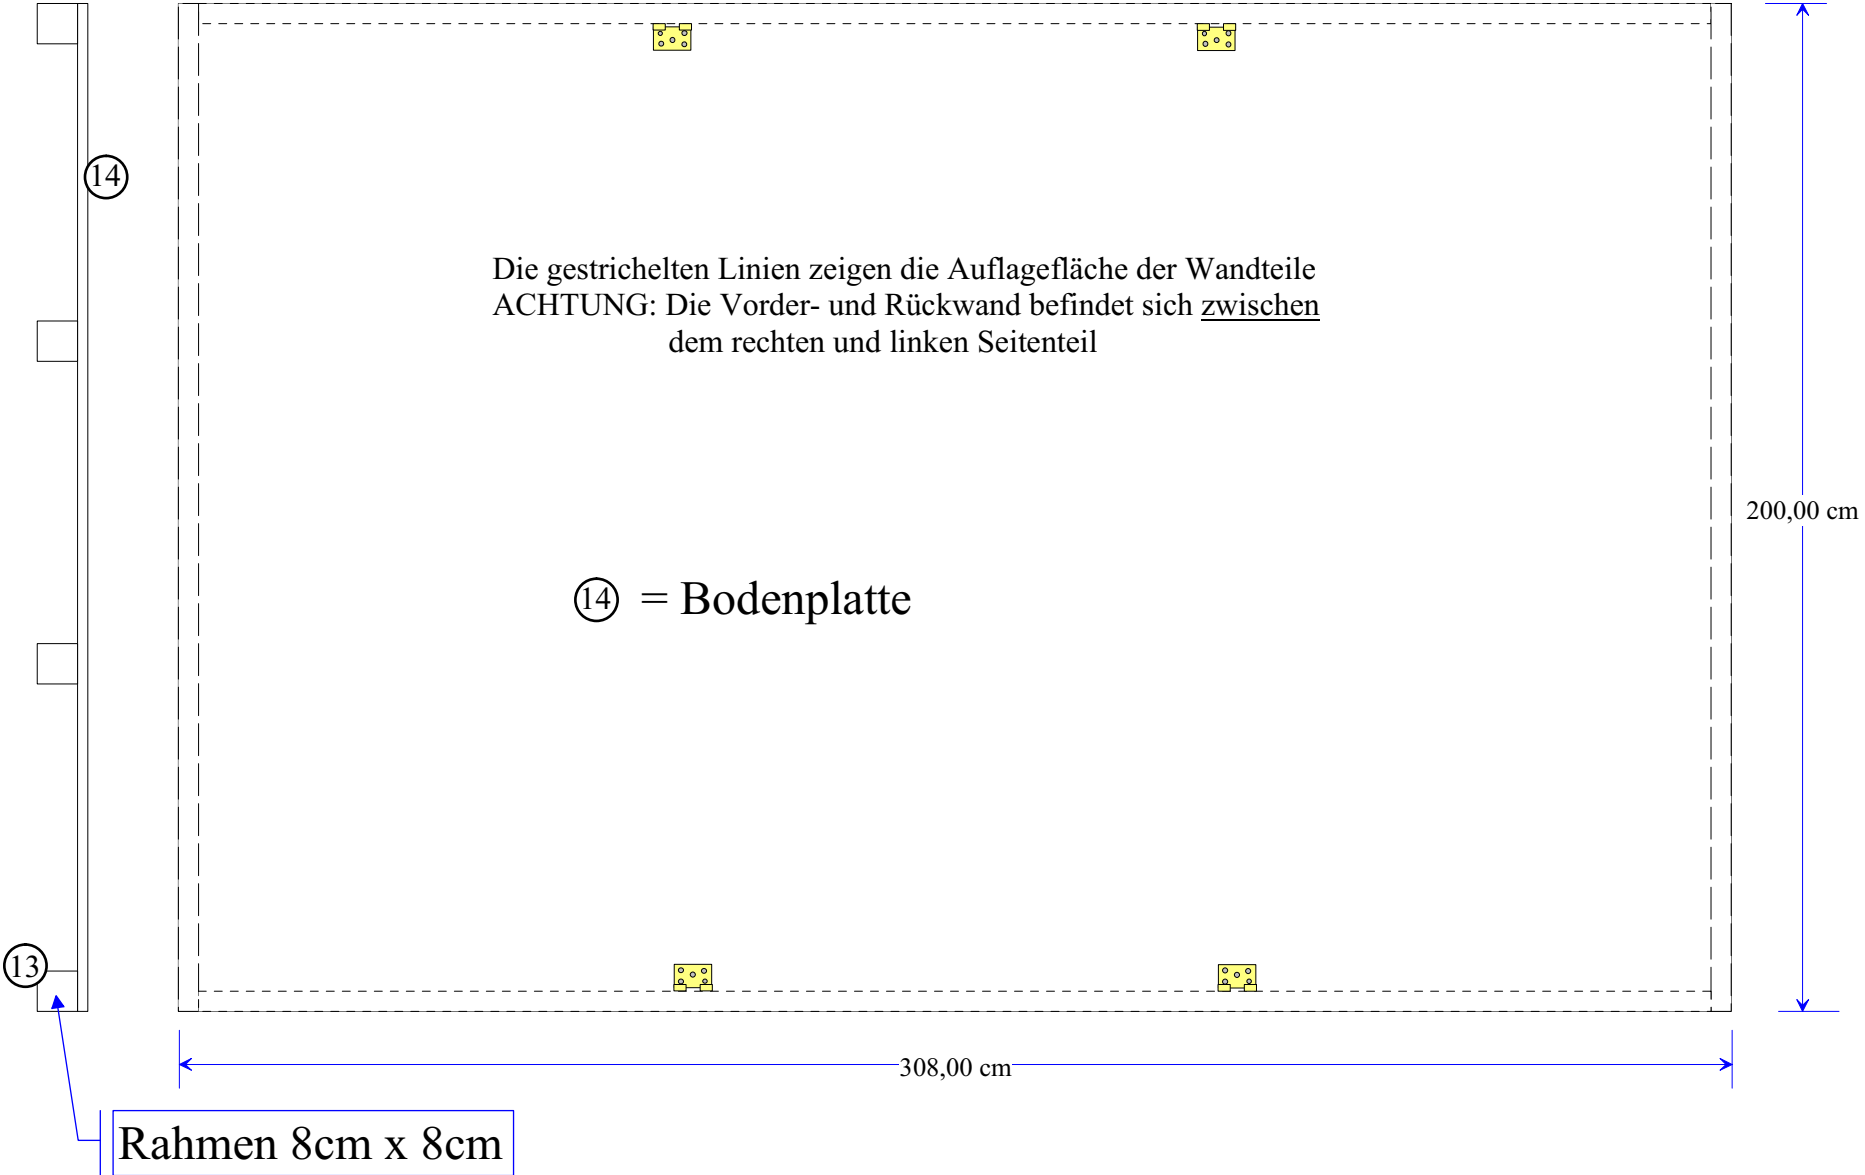 14
Die gestrichelten Linien zeigen die Auflagefläche der Wandteile
ACHTUNG: Die Vorder- und Rückwand befindet sich zwischen
dem rechten und linken Seitenteil
200,00 cm
14 = Bodenplatte
13
308,00 cm
Rahmen 8cm x 8cm